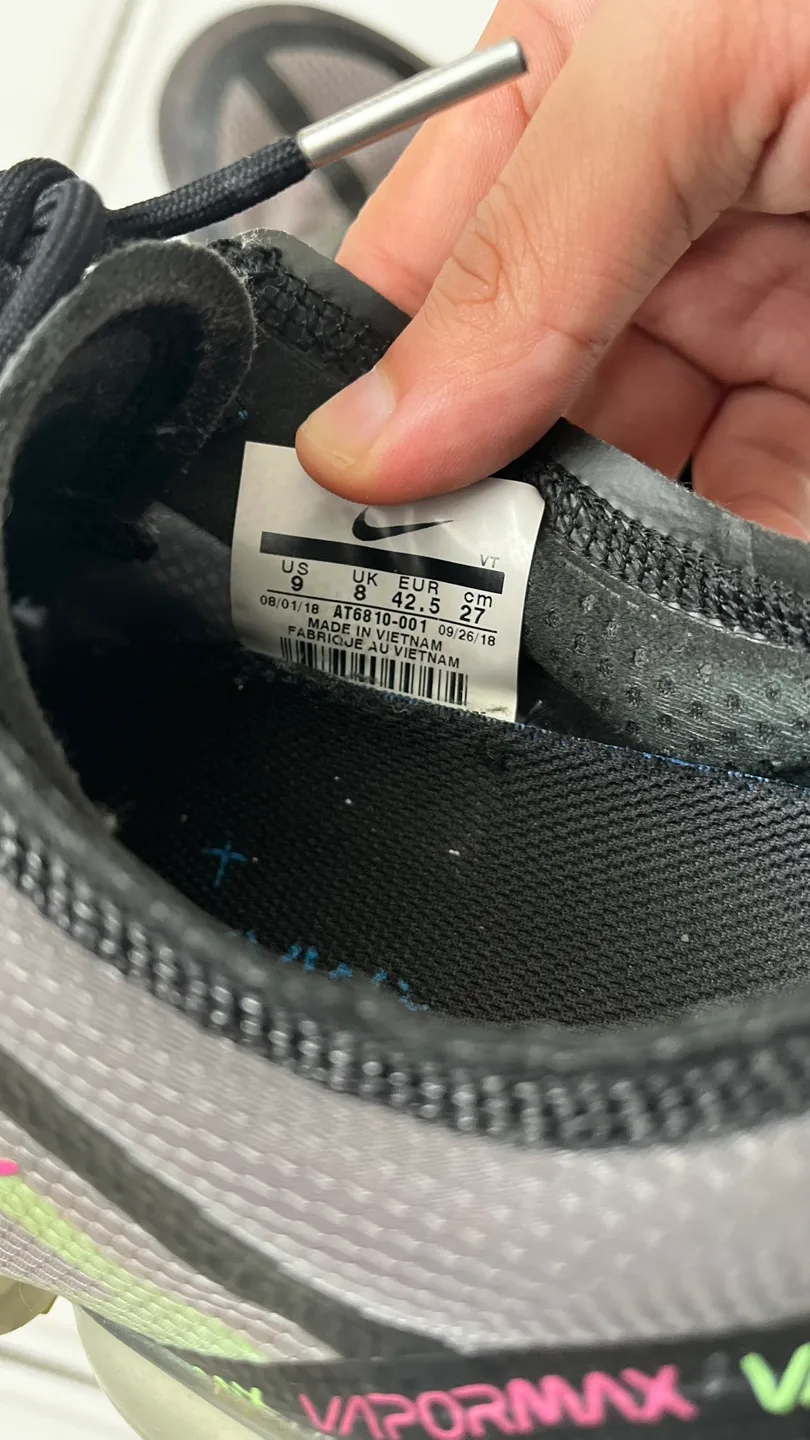 VT
US UK EUR cm
9 8 42.5 27
08/01/18 AT6810-001 09/26/18
MADE IN VIETNAM
FABRIQUE AU VIETNAM
VAPORMAX